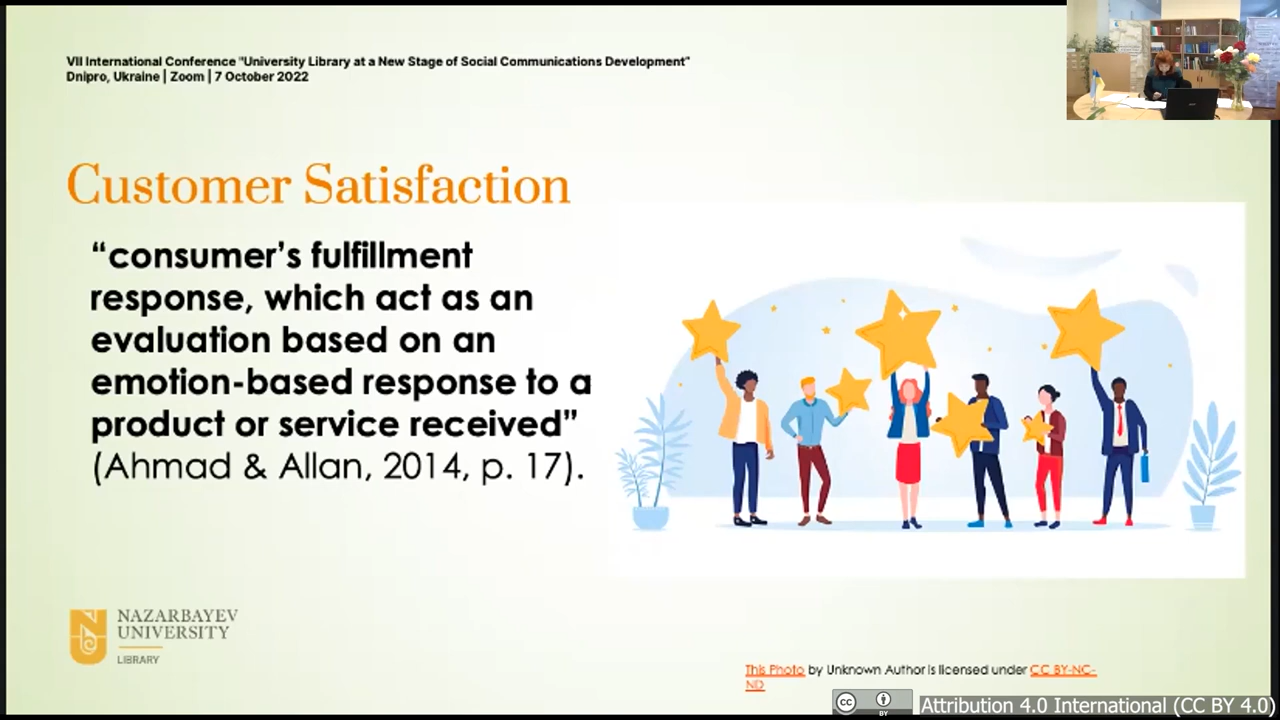 VII International Conference "University Library at a New Stage of Social Communications Development"
Dnipro, Ukraine | Zoom | 7 October 2022
Customer Satisfaction
“consumer’s fulfillment
response, which act as an
evaluation based on an
emotion-based response to a
product or service received”
(Ahmad & Allan, 2014, p. 17).
NAZARBAYEV
UNIVERSITY
LIBRARY
This Photo by Unknown Author is licensed under CC BY-NC-
ND
cc
BY
Attribution 4.0 International (CC BY 4.0)